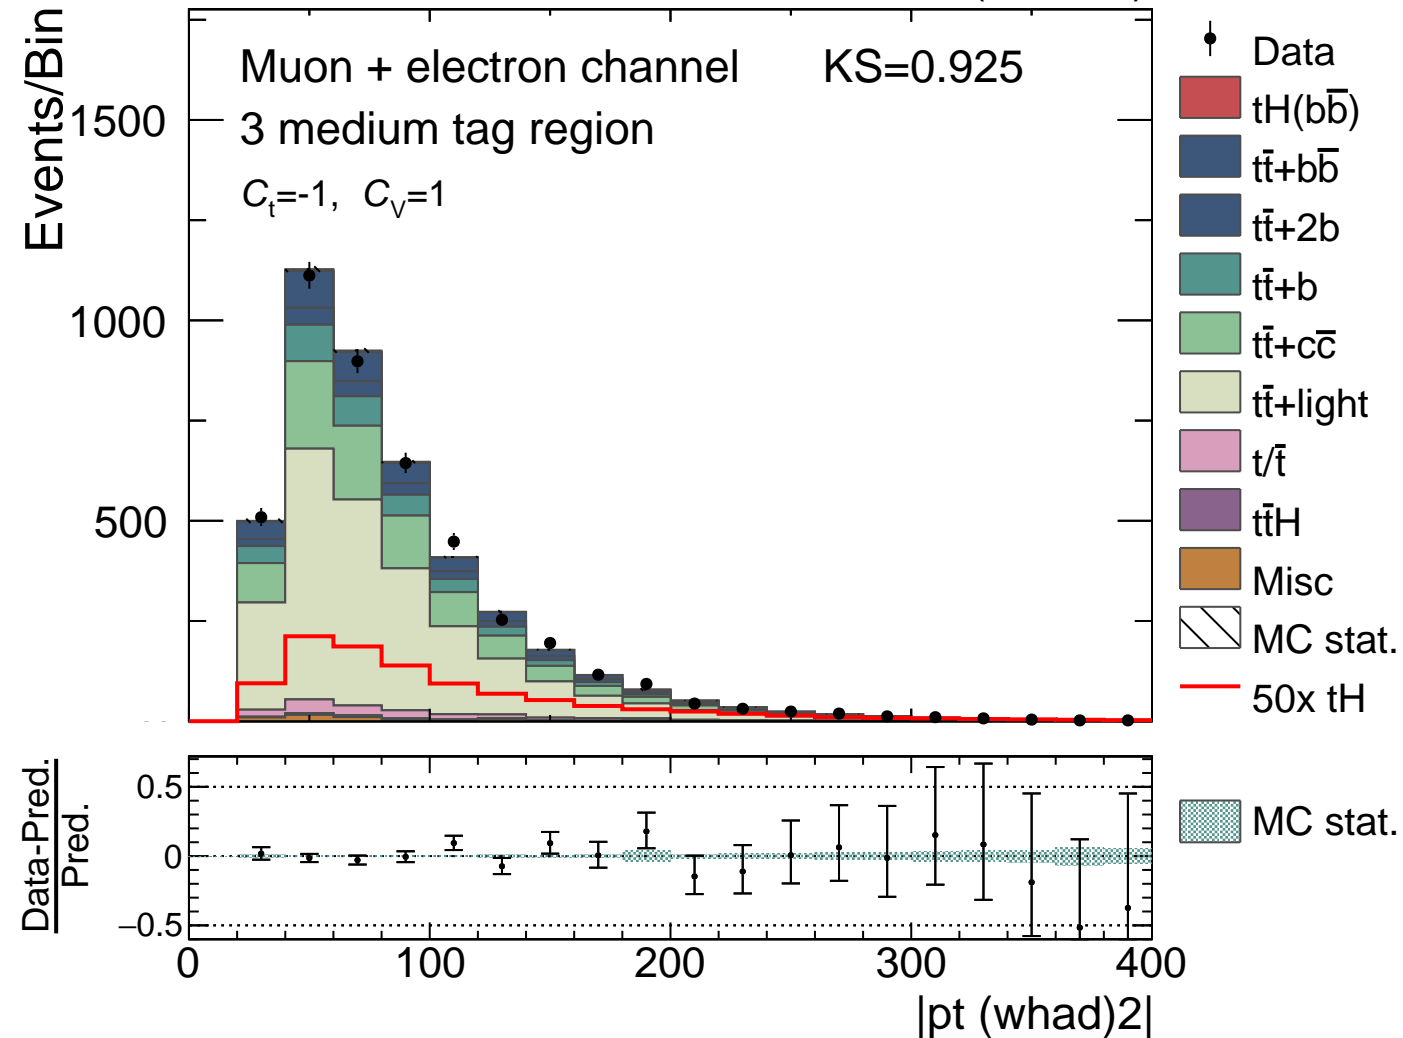 Events/Bin
1500
1000
500
Muon + electron channel KS=0.925
3 medium tag region
Cₜ=-1, C_V=1
Data
tH(bb̄)
tt̄+bb̄
tt̄+2b
tt̄+b
tt̄+cc̄
tt̄+light
t/t̄
tt̄H
Misc
MC stat.
50x tH
Data-Pred.
Pred.
0.5
0
−0.5
MC stat.
0 100 200 300 400
|pt (whad)2|